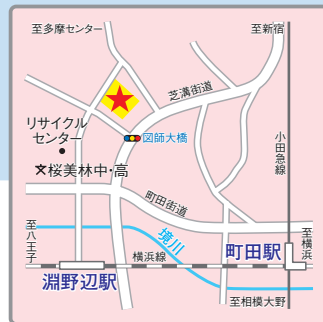 至多摩センター
至新宿
芝溝街道
リサイクル
センター
図師大橋
小田急線
桜美林中・高
町田街道
至八王子
境川
横浜線
町田駅
至横浜
淵野辺駅
至相模大野